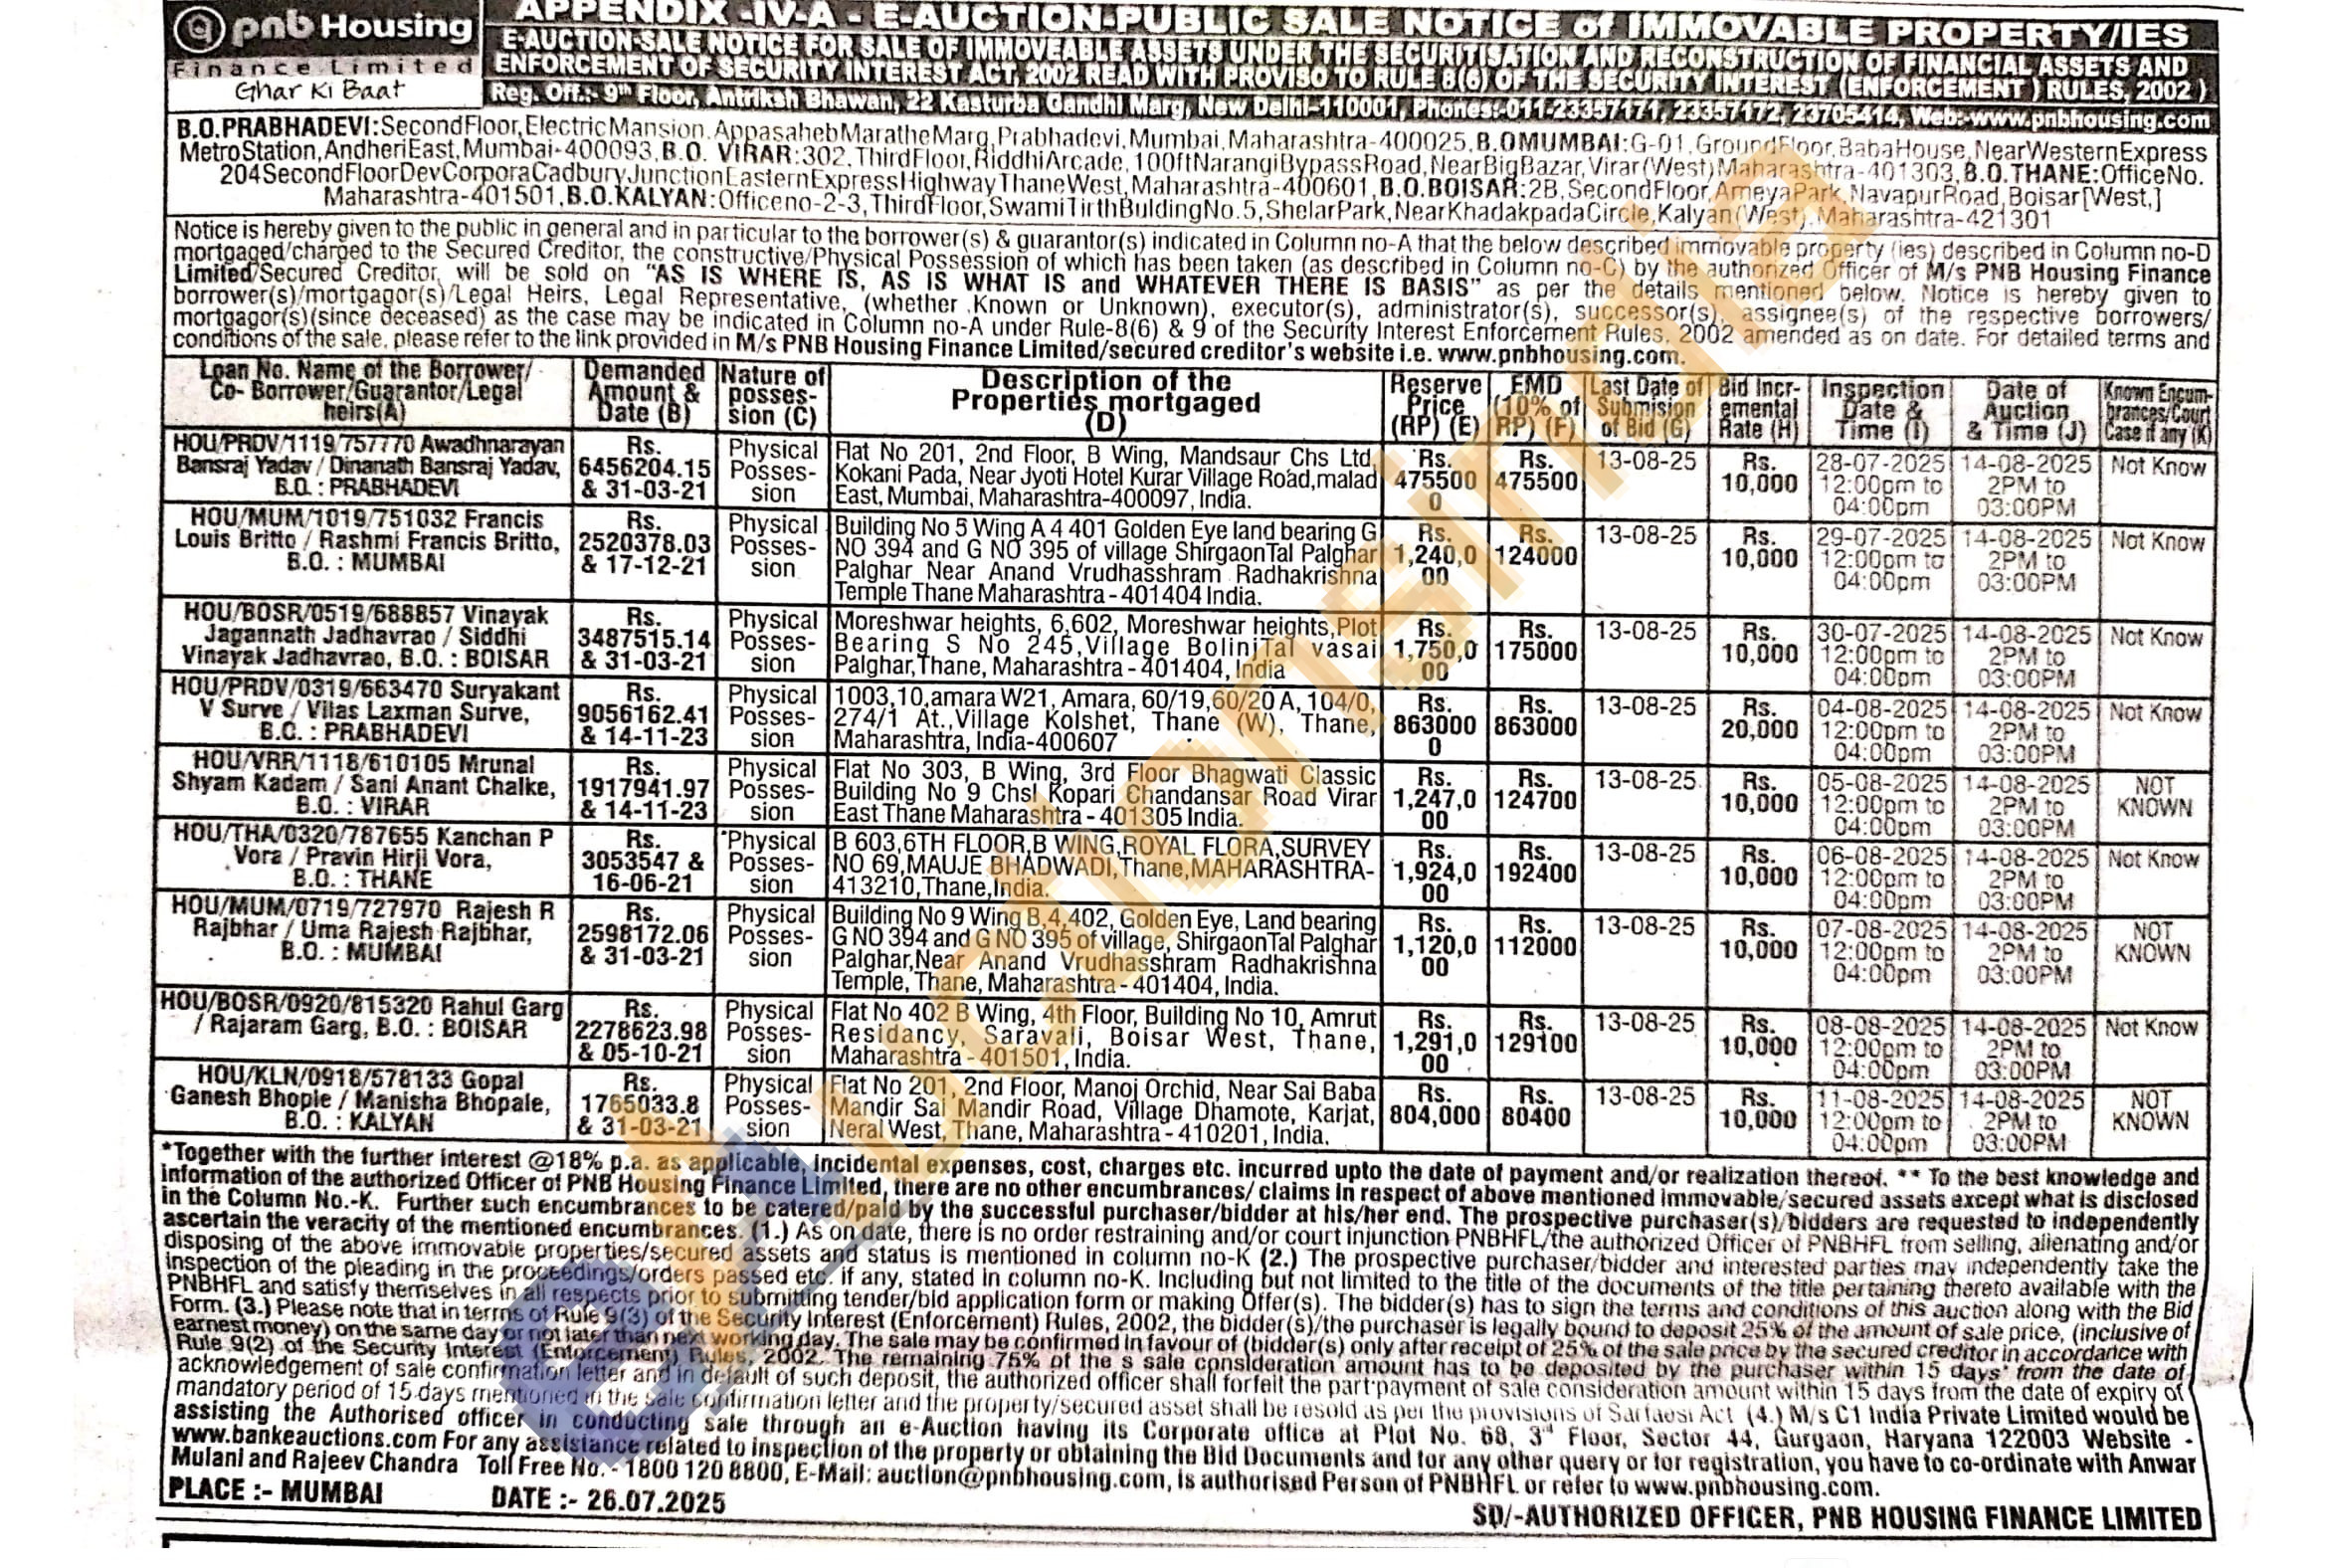 pnb Housing
Finance Limited
Ghar Ki Baat
APPENDIX -IV-A - E-AUCTION-PUBLIC SALE NOTICE of IMMOVABLE PROPERTY/IES
E-AUCTION-SALE NOTICE FOR SALE OF IMMOVEABLE ASSETS UNDER THE SECURITISATION AND RECONSTRUCTION OF FINANCIAL ASSETS AND
ENFORCEMENT OF SECURITY INTEREST ACT, 2002 READ WITH PROVISO TO RULE 8(6) OF THE SECURITY INTEREST (ENFORCEMENT ) RULES, 2002 )
Reg. Off.:- 9th Floor, Antriksh Bhawan, 22 Kasturba Gandhi Marg, New Delhi-110001, Phones:-011-23357171, 23357172, 23705414, Web:-www.pnbhousing.com
B.O.PRABHADEVI:SecondFloor,ElectricMansion,AppasahebMaratheMarg,Prabhadevi,Mumbai,Maharashtra-400025,B.OMUMBAI:G-01,GroundFloor,BabaHouse,NearWesternExpress
MetroStation,AndheriEast,Mumbai-400093,B.O. VIRAR:302,ThirdFloor,RiddhiArcade,100ftNarangiBypassRoad,NearBigBazar,Virar(West)Maharashtra-401303,B.O.THANE:OfficeNo.
204SecondFloorDevCorporaCadburyJunctionEasternExpressHighwayThaneWest,Maharashtra-400601,B.O.BOISAR:2B,SecondFloor,AmeyaPark,NavapurRoad,Boisar[West,]
Maharashtra-401501,B.O.KALYAN:Officeno-2-3,ThirdFloor,SwamiTirthBuldingNo.5,ShelarPark,NearKhadakpadaCircle,Kalyan(West),Maharashtra-421301
Notice is hereby given to the public in general and in particular to the borrower(s) & guarantor(s) indicated in Column no-A that the below described immovable property (ies) described in Column no-D
mortgaged/charged to the Secured Creditor, the constructive/Physical Possession of which has been taken (as described in Column no-C) by the authorized Officer of M/s PNB Housing Finance
Limited/Secured Creditor, will be sold on "AS IS WHERE IS, AS IS WHAT IS and WHATEVER THERE IS BASIS" as per the details mentioned below. Notice is hereby given to
borrower(s)/mortgagor(s)/Legal Heirs, Legal Representative, (whether Known or Unknown), executor(s), administrator(s), successor(s), assignee(s) of the respective borrowers/
mortgagor(s)(since deceased) as the case may be indicated in Column no-A under Rule-8(6) & 9 of the Security Interest Enforcement Rules, 2002 amended as on date. For detailed terms and
conditions of the sale, please refer to the link provided in M/s PNB Housing Finance Limited/secured creditor's website i.e. www.pnbhousing.com.
Loan No. Name of the Borrower/ Co- Borrower/Guarantor/Legal heirs(A)
Demanded Amount & Date (B)
Nature of posses-sion (C)
Description of the Properties mortgaged (D)
Reserve Price (RP) (E)
EMD (10% of RP) (F)
Last Date of Submision of Bid (G)
Bid Incr-emental Rate (H)
Inspection Date & Time (I)
Date of Auction & Time (J)
Known Encum-brances/Court Case if any (K)
HOU/PRDV/1119/757770 Awadhnarayan Bansraj Yadav / Dinanath Bansraj Yadav, B.O. : PRABHADEVI
Rs. 6456204.15 & 31-03-21
Physical Posses-sion
Flat No 201, 2nd Floor, B Wing, Mandsaur Chs Ltd, Kokani Pada, Near Jyoti Hotel Kurar Village Road,malad East, Mumbai, Maharashtra-400097, India.
Rs. 4755000
Rs. 475500
13-08-25
Rs. 10,000
28-07-2025 12:00pm to 04:00pm
14-08-2025 2PM to 03:00PM
Not Know
HOU/MUM/1019/751032 Francis Louis Britto / Rashmi Francis Britto, B.O. : MUMBAI
Rs. 2520378.03 & 17-12-21
Physical Posses-sion
Building No 5 Wing A 4 401 Golden Eye land bearing G NO 394 and G NO 395 of village ShirgaonTal Palghar Palghar Near Anand Vrudhasshram Radhakrishna Temple Thane Maharashtra - 401404 India.
Rs. 1,240,000
Rs. 124000
13-08-25
Rs. 10,000
29-07-2025 12:00pm to 04:00pm
14-08-2025 2PM to 03:00PM
Not Know
HOU/BOSR/0519/688857 Vinayak Jagannath Jadhavrao / Siddhi Vinayak Jadhavrao, B.O. : BOISAR
Rs. 3487515.14 & 31-03-21
Physical Posses-sion
Moreshwar heights, 6,602, Moreshwar heights,Plot Bearing S No 245,Village BolinjTal vasai Palghar,Thane, Maharashtra - 401404, India
Rs. 1,750,000
Rs. 175000
13-08-25
Rs. 10,000
30-07-2025 12:00pm to 04:00pm
14-08-2025 2PM to 03:00PM
Not Know
HOU/PRDV/0319/663470 Suryakant V Surve / Vilas Laxman Surve, B.C. : PRABHADEVI
Rs. 9056162.41 & 14-11-23
Physical Posses-sion
1003,10,amara W21, Amara, 60/19,60/20 A, 104/0, 274/1 At.,Village Kolshet, Thane (W), Thane, Maharashtra, India-400607
Rs. 8630000
Rs. 863000
13-08-25
Rs. 20,000
04-08-2025 12:00pm to 04:00pm
14-08-2025 2PM to 03:00PM
Not Know
HOU/VRR/1118/610105 Mrunal Shyam Kadam / Sani Anant Chalke, B.O. : VIRAR
Rs. 1917941.97 & 14-11-23
Physical Posses-sion
Flat No 303, B Wing, 3rd Floor Bhagwati Classic Building No 9 Chsl Kopari Chandansar Road Virar East Thane Maharashtra - 401305 India.
Rs. 1,247,000
Rs. 124700
13-08-25
Rs. 10,000
05-08-2025 12:00pm to 04:00pm
14-08-2025 2PM to 03:00PM
NOT KNOWN
HOU/THA/0320/787655 Kanchan P Vora / Pravin Hirji Vora, B.O. : THANE
Rs. 3053547 & 16-06-21
Physical Posses-sion
B 603,6TH FLOOR,B WING,ROYAL FLORA,SURVEY NO 69,MAUJE BHADWADI,Thane,MAHARASHTRA-413210,Thane,India.
Rs. 1,924,000
Rs. 192400
13-08-25
Rs. 10,000
06-08-2025 12:00pm to 04:00pm
14-08-2025 2PM to 03:00PM
Not Know
HOU/MUM/0719/727970 Rajesh R Rajbhar / Uma Rajesh Rajbhar, B.O. : MUMBAI
Rs. 2598172.06 & 31-03-21
Physical Posses-sion
Building No 9 Wing B,4,402, Golden Eye, Land bearing G NO 394 and G NO 395 of village, ShirgaonTal Palghar Palghar,Near Anand Vrudhasshram Radhakrishna Temple, Thane, Maharashtra - 401404, India.
Rs. 1,120,000
Rs. 112000
13-08-25
Rs. 10,000
07-08-2025 12:00pm to 04:00pm
14-08-2025 2PM to 03:00PM
NOT KNOWN
HOU/BOSR/0920/815320 Rahul Garg / Rajaram Garg, B.O. : BOISAR
Rs. 2278623.98 & 05-10-21
Physical Posses-sion
Flat No 402 B Wing, 4th Floor, Building No 10, Amrut Residancy, Saravali, Boisar West, Thane, Maharashtra - 401501, India.
Rs. 1,291,000
Rs. 129100
13-08-25
Rs. 10,000
08-08-2025 12:00pm to 04:00pm
14-08-2025 2PM to 03:00PM
Not Know
HOU/KLN/0918/578133 Gopal Ganesh Bhople / Manisha Bhopale, B.O. : KALYAN
Rs. 1765033.8 & 31-03-21
Physical Posses-sion
Flat No 201, 2nd Floor, Manoj Orchid, Near Sai Baba Mandir Sai Mandir Road, Village Dhamote, Karjat, Neral West, Thane, Maharashtra - 410201, India.
Rs. 804,000
Rs. 80400
13-08-25
Rs. 10,000
11-08-2025 12:00pm to 04:00pm
14-08-2025 2PM to 03:00PM
NOT KNOWN
*Together with the further interest @18% p.a. as applicable, incidental expenses, cost, charges etc. incurred upto the date of payment and/or realization thereof. ** To the best knowledge and
information of the authorized Officer of PNB Housing Finance Limited, there are no other encumbrances/ claims in respect of above mentioned immovable/secured assets except what is disclosed
in the Column No.-K. Further such encumbrances to be catered/paid by the successful purchaser/bidder at his/her end. The prospective purchaser(s)/bidders are requested to independently
ascertain the veracity of the mentioned encumbrances. (1.) As on date, there is no order restraining and/or court injunction PNBHFL/the authorized Officer of PNBHFL from selling, alienating and/or
disposing of the above immovable properties/secured assets and status is mentioned in column no-K (2.) The prospective purchaser/bidder and interested parties may independently take the
inspection of the pleading in the proceedings/orders passed etc. if any, stated in column no-K. Including but not limited to the title of the documents of the title pertaining thereto available with the
PNBHFL and satisfy themselves in all respects prior to submitting tender/bid application form or making Offer(s). The bidder(s) has to sign the terms and conditions of this auction along with the Bid
Form. (3.) Please note that in terms of Rule 9(3) of the Security Interest (Enforcement) Rules, 2002, the bidder(s)/the purchaser is legally bound to deposit 25% of the amount of sale price, (inclusive of
earnest money) on the same day or not later than next working day. The sale may be confirmed in favour of (bidder(s) only after receipt of 25% of the sale price by the secured creditor in accordance with
Rule 9(2) of the Security Interest (Enforcement) Rules, 2002. The remaining 75% of the s sale consideration amount has to be deposited by the purchaser within 15 days' from the date of
acknowledgement of sale confirmation letter and in default of such deposit, the authorized officer shall forfeit the part payment of sale consideration amount within 15 days from the date of expiry of
mandatory period of 15 days mentioned in the sale confirmation letter and the property/secured asset shall be resold as per the provisions of Sarfaesi Act (4.) M/s C1 India Private Limited would be
assisting the Authorised officer in conducting sale through an e-Auction having its Corporate office at Plot No. 68, 3rd Floor, Sector 44, Gurgaon, Haryana 122003 Website -
www.bankeauctions.com For any assistance related to inspection of the property or obtaining the Bid Documents and for any other query or for registration, you have to co-ordinate with Anwar
Mulani and Rajeev Chandra Toll Free No. - 1800 120 8800, E-Mail: auction@pnbhousing.com, is authorised Person of PNBHFL or refer to www.pnbhousing.com.
PLACE :- MUMBAI DATE :- 26.07.2025
SD/-AUTHORIZED OFFICER, PNB HOUSING FINANCE LIMITED
eAuctionsindia